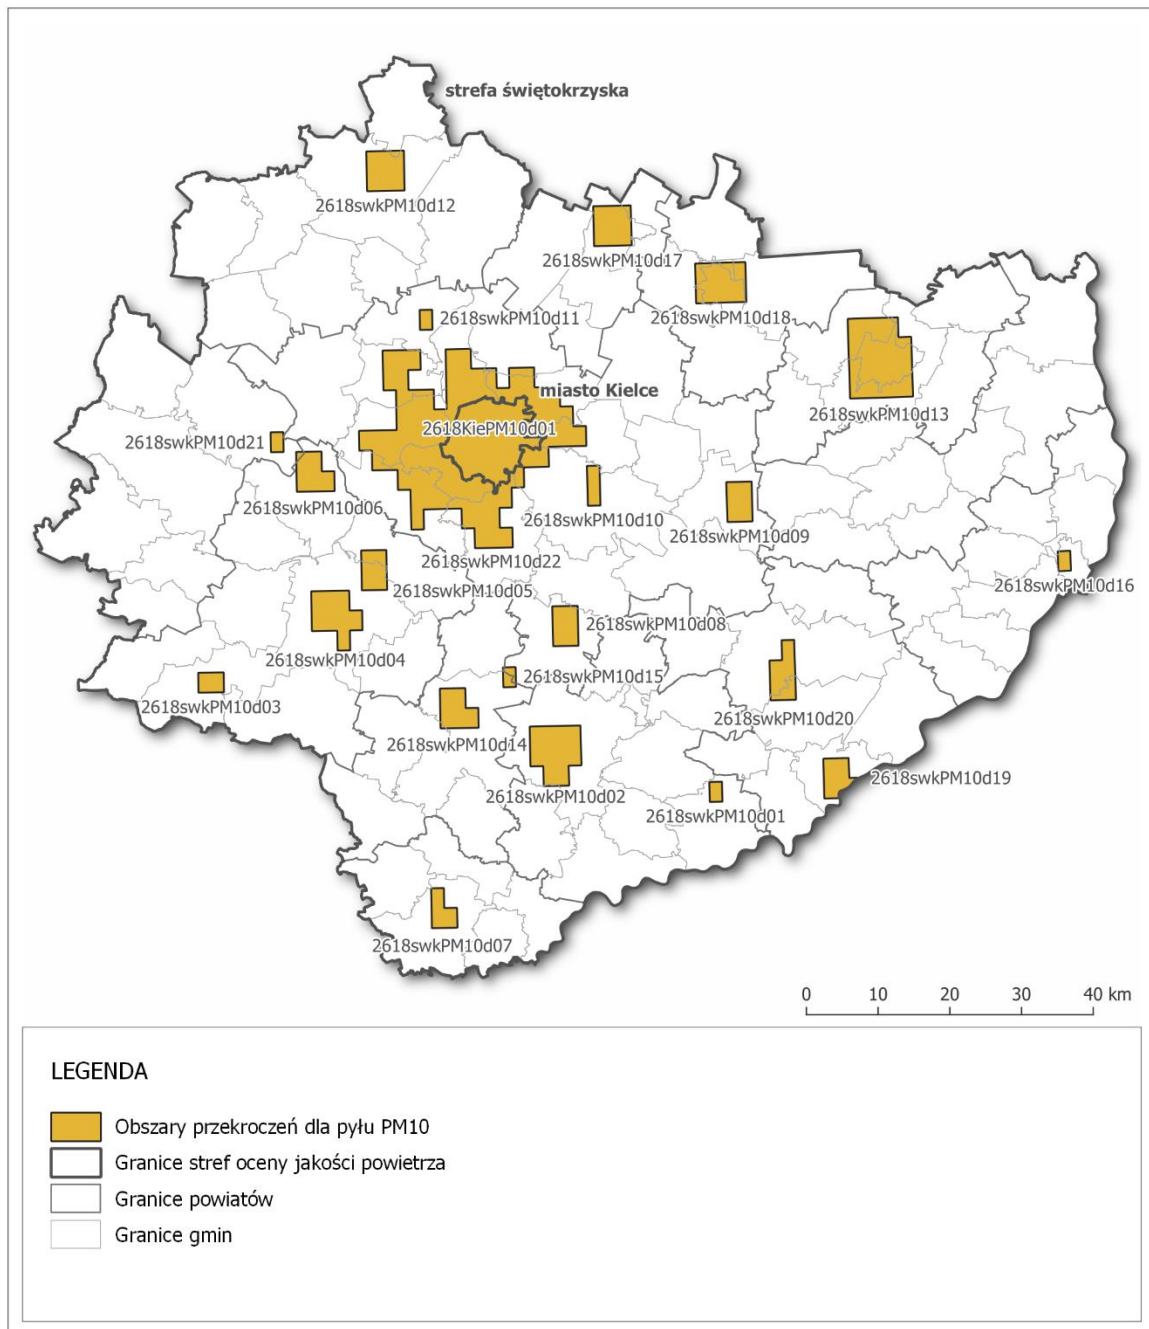 strefa świętokrzyska
2618swkPM10d12
2618swkPM10d17
2618swkPM10d11
2618swkPM10d18
miasto Kielce
2618swkPM10d13
2618KiePM10d01
2618swkPM10d21
2618swkPM10d06
2618swkPM10d10
2618swkPM10d09
2618swkPM10d22
2618swkPM10d05
2618swkPM10d16
2618swkPM10d08
2618swkPM10d04
2618swkPM10d15
2618swkPM10d03
2618swkPM10d20
2618swkPM10d14
2618swkPM10d19
2618swkPM10d02
2618swkPM10d01
2618swkPM10d07
0 10 20 30 40 km
LEGENDA
Obszary przekroczeń dla pyłu PM10
Granice stref oceny jakości powietrza
Granice powiatów
Granice gmin